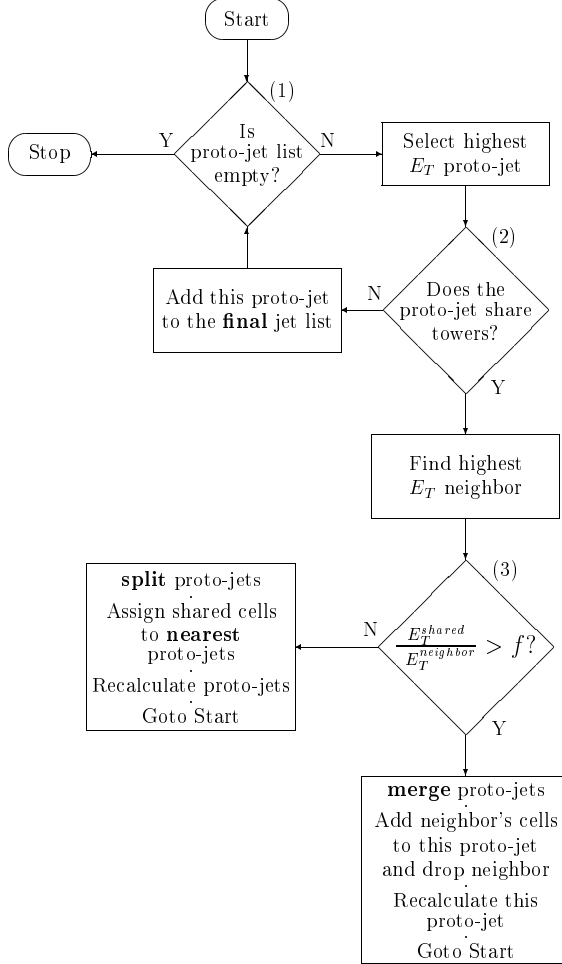 Start
(1)
Is
proto-jet list
empty?
Y
N
Stop
Select highest
$E_T$ proto-jet
(2)
Does the
proto-jet share
towers?
N
Y
Add this proto-jet
to the final jet list
Find highest
$E_T$ neighbor
(3)
$\frac{E_T^{shared}}{E_T^{neighbor}} > f?$
N
Y
split proto-jets
.
Assign shared cells
to nearest
proto-jets
.
Recalculate proto-jets
.
Goto Start
merge proto-jets
.
Add neighbor's cells
to this proto-jet
and drop neighbor
.
Recalculate this
proto-jet
.
Goto Start